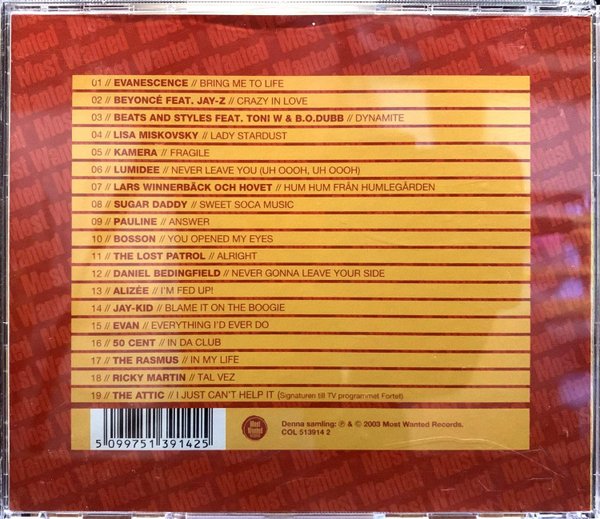 01 // EVANESCENCE // BRING ME TO LIFE
02 // BEYONCÉ FEAT. JAY-Z // CRAZY IN LOVE
03 // BEATS AND STYLES FEAT. TONI W & B.O.DUBB // DYNAMITE
04 // LISA MISKOVSKY // LADY STARDUST
05 // KAMERA // FRAGILE
06 // LUMIDEE // NEVER LEAVE YOU (UH OOOH, UH OOOH)
07 // LARS WINNERBÄCK OCH HOVET // HUM HUM FRÅN HUMLEGÅRDEN
08 // SUGAR DADDY // SWEET SOCA MUSIC
09 // PAULINE // ANSWER
10 // BOSSON // YOU OPENED MY EYES
11 // THE LOST PATROL // ALRIGHT
12 // DANIEL BEDINGFIELD // NEVER GONNA LEAVE YOUR SIDE
13 // ALIZÉE // I'M FED UP!
14 // JAY-KID // BLAME IT ON THE BOOGIE
15 // EVAN // EVERYTHING I'D EVER DO
16 // 50 CENT // IN DA CLUB
17 // THE RASMUS // IN MY LIFE
18 // RICKY MARTIN // TAL VEZ
19 // THE ATTIC // I JUST CAN'T HELP IT (Signaturen till TV programmet Fortet)
5 099751 391425
Most Wanted
Denna samling: ℗ & © 2003 Most Wanted Records.
COL 513914 2
Most Wanted